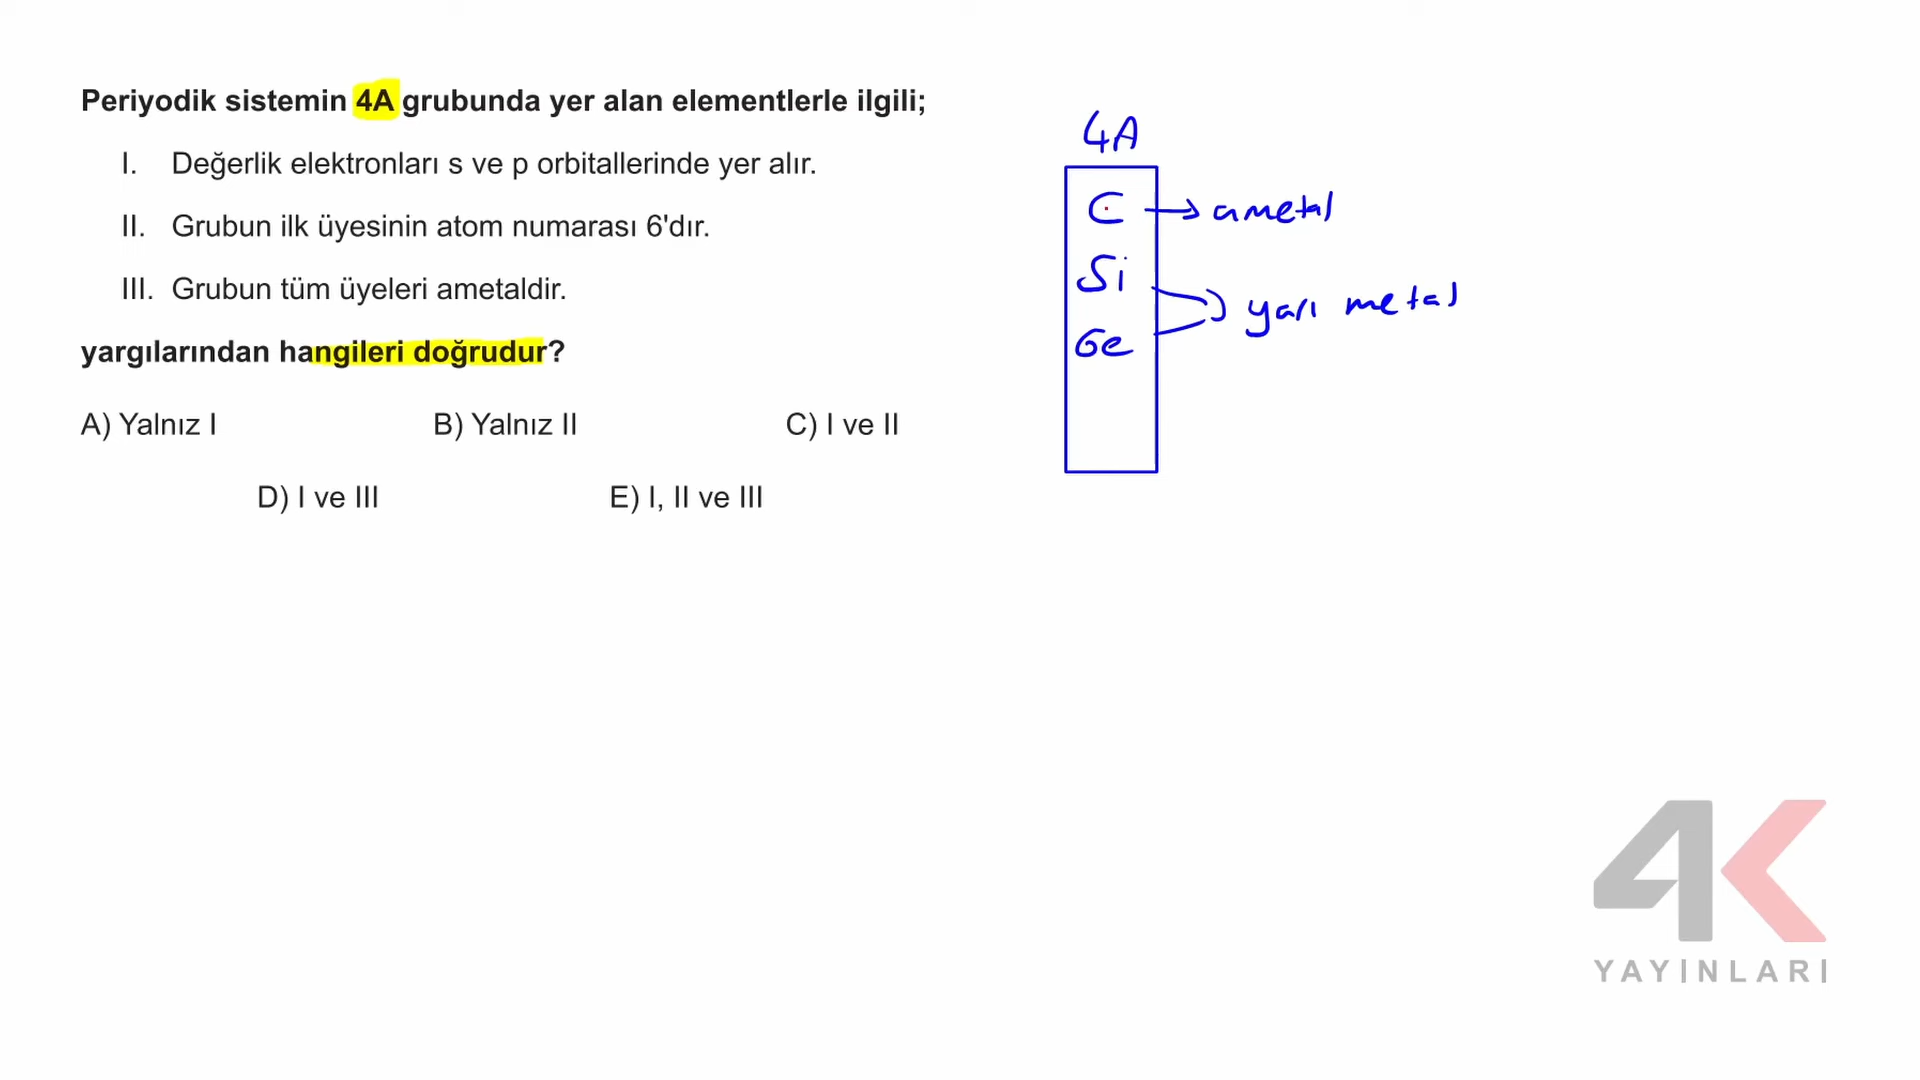 Periyodik sistemin 4A grubunda yer alan elementlerle ilgili;
I. Değerlik elektronları s ve p orbitallerinde yer alır.
II. Grubun ilk üyesinin atom numarası 6'dır.
III. Grubun tüm üyeleri ametaldir.
yargılarından hangileri doğrudur?
A) Yalnız I B) Yalnız II C) I ve II
D) I ve III E) I, II ve III
4A
C → ametal
Si
yarı metal
Ge
4K
YAYINLARI